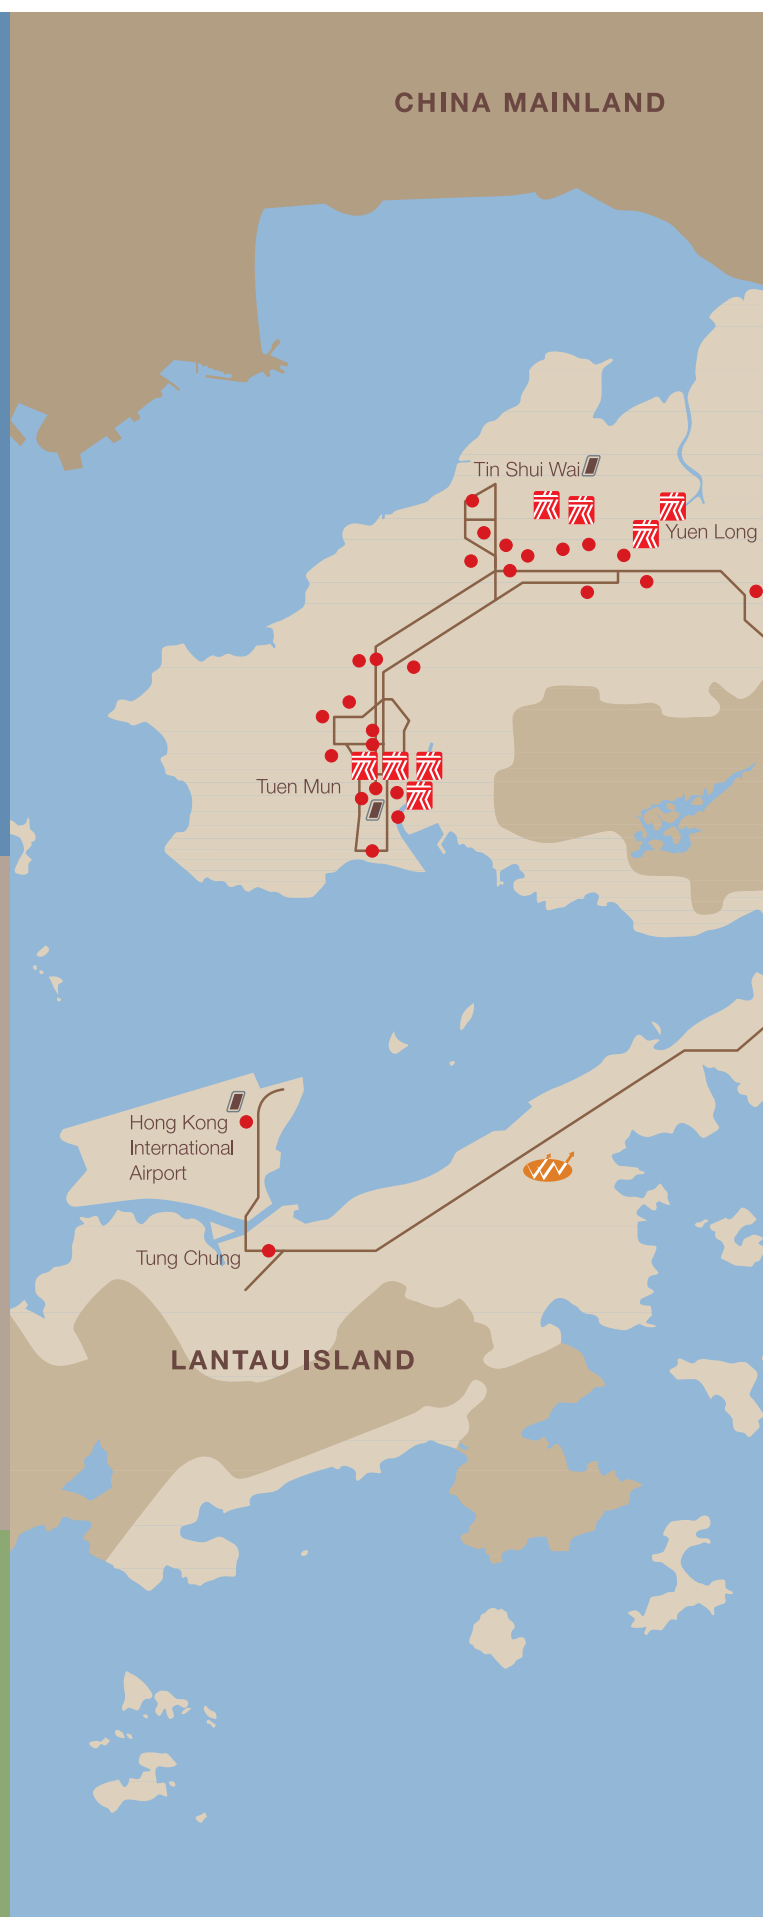 CHINA MAINLAND
Tin Shui Wai
Yuen Long
Tuen Mun
Hong Kong
International
Airport
Tung Chung
LANTAU ISLAND